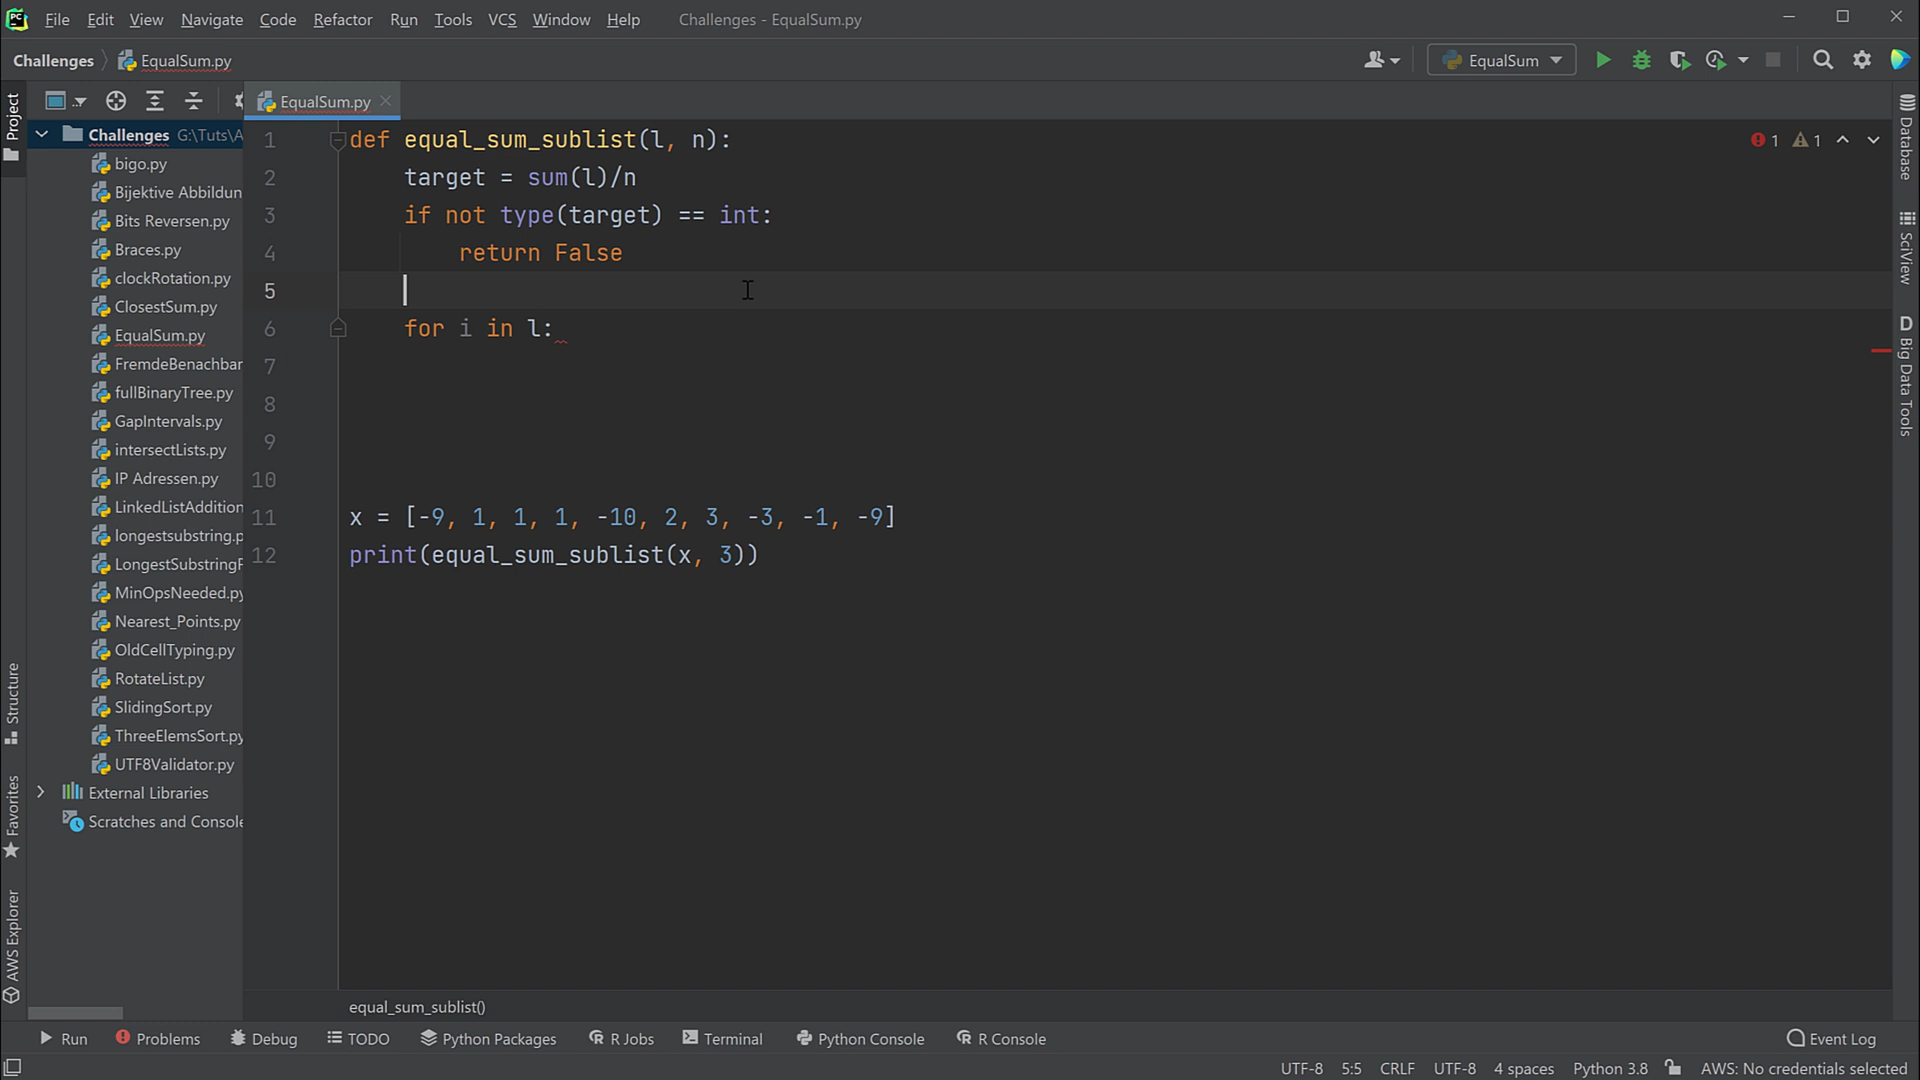 PC File Edit View Navigate Code Refactor Run Tools VCS Window Help Challenges - EqualSum.py
Challenges EqualSum.py EqualSum
Project
EqualSum.py
Challenges G:\Tuts\A
bigo.py
Bijektive Abbildun
Bits Reversen.py
Braces.py
clockRotation.py
ClosestSum.py
EqualSum.py
FremdeBenachbar
fullBinaryTree.py
GapIntervals.py
intersectLists.py
IP Adressen.py
LinkedListAddition
longestsubstring.p
LongestSubstringF
MinOpsNeeded.py
Nearest_Points.py
OldCellTyping.py
RotateList.py
SlidingSort.py
ThreeElemsSort.py
UTF8Validator.py
External Libraries
Scratches and Console
Structure
Favorites
AWS Explorer
1 def equal_sum_sublist(l, n):
2 target = sum(l)/n
3 if not type(target) == int:
4 return False
5
6 for i in l:
7
8
9
10
11 x = [-9, 1, 1, 1, -10, 2, 3, -3, -1, -9]
12 print(equal_sum_sublist(x, 3))
1 1
Database
SciView
D Big Data Tools
equal_sum_sublist()
Run Problems Debug TODO Python Packages R Jobs Terminal Python Console R Console Event Log
UTF-8 5:5 CRLF UTF-8 4 spaces Python 3.8 AWS: No credentials selected